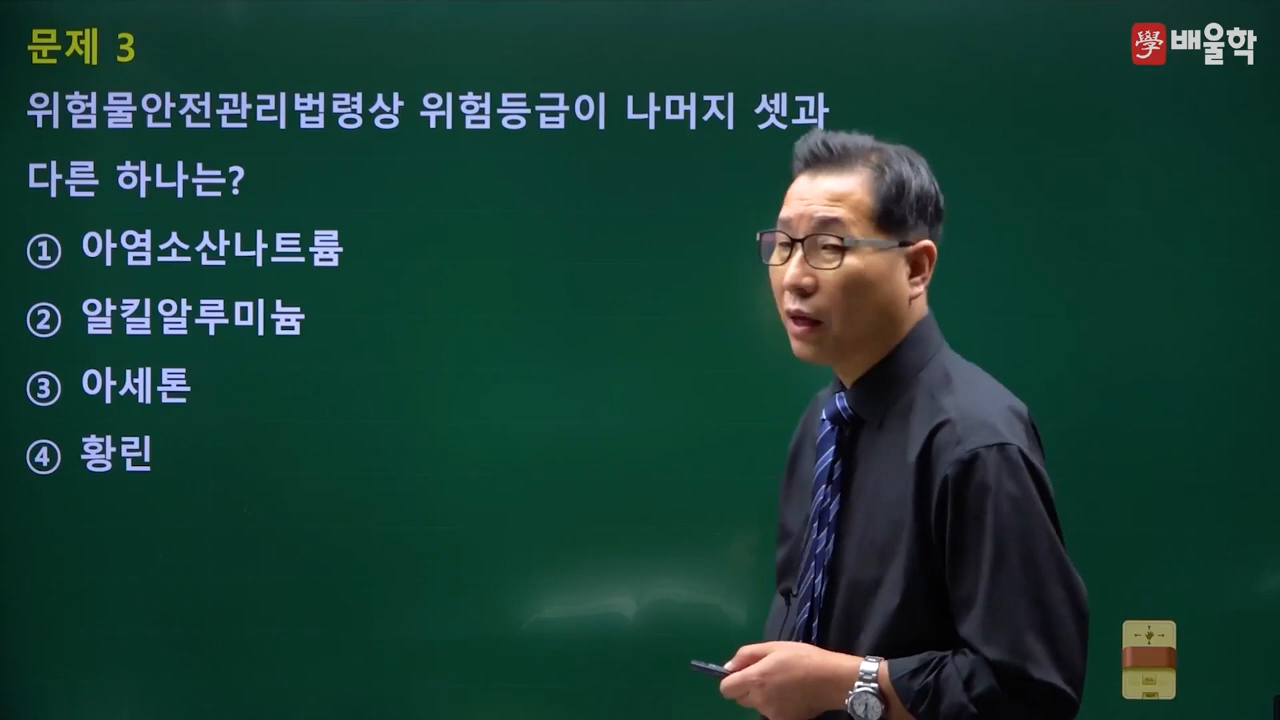 문제 3
學 배울학
위험물안전관리법령상 위험등급이 나머지 셋과
다른 하나는?
① 아염소산나트륨
② 알킬알루미늄
③ 아세톤
④ 황린